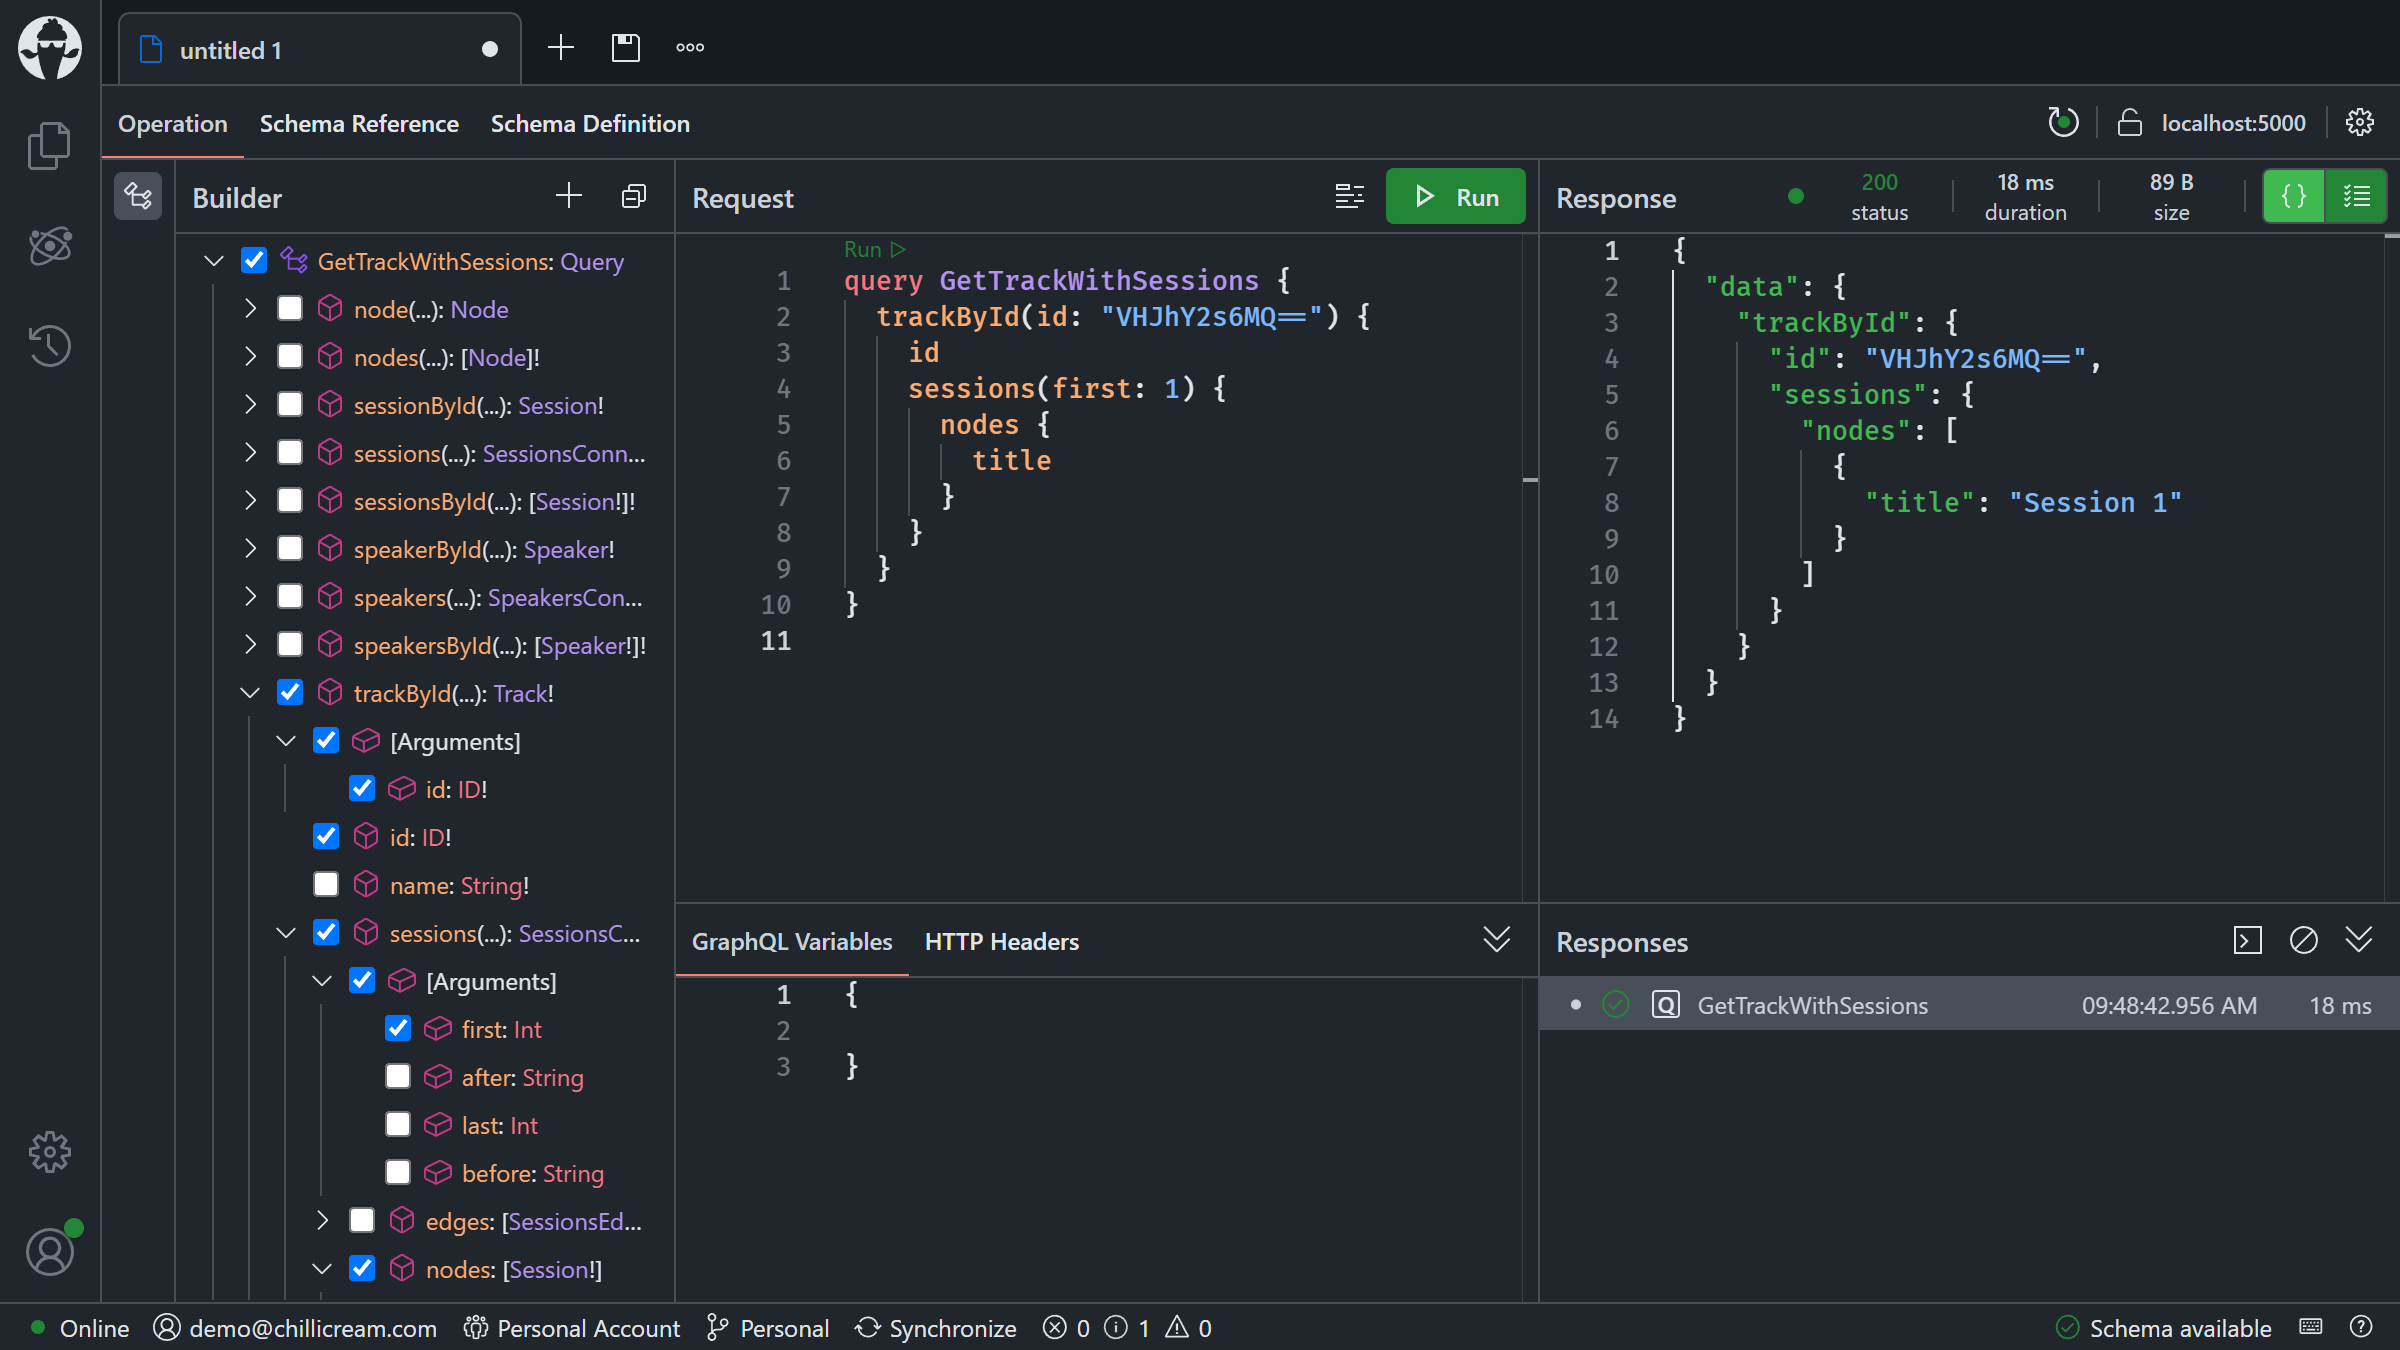 untitled 1
Operation
Schema Reference
Schema Definition
localhost:5000
Builder
GetTrackWithSessions: Query
node(...): Node
nodes(...): [Node]!
sessionById(...): Session!
sessions(...): SessionsConn...
sessionsById(...): [Session!]!
speakerById(...): Speaker!
speakers(...): SpeakersCon...
speakersById(...): [Speaker!]!
trackById(...): Track!
[Arguments]
id: ID!
id: ID!
name: String!
sessions(...): SessionsC...
[Arguments]
first: Int
after: String
last: Int
before: String
edges: [SessionsEd...
nodes: [Session!]
Request
Run
Run
1 query GetTrackWithSessions {
2 trackById(id: "VHJhY2s6MQ==") {
3 id
4 sessions(first: 1) {
5 nodes {
6 title
7 }
8 }
9 }
10 }
11
GraphQL Variables
HTTP Headers
1 {
2
3 }
Response
200
status
18 ms
duration
89 B
size
{}
1 {
2 "data": {
3 "trackById": {
4 "id": "VHJhY2s6MQ==",
5 "sessions": {
6 "nodes": [
7 {
8 "title": "Session 1"
9 }
10 ]
11 }
12 }
13 }
14 }
Responses
Q GetTrackWithSessions 09:48:42.956 AM 18 ms
Online
demo@chillicream.com
Personal Account
Personal
Synchronize
0
1
0
Schema available